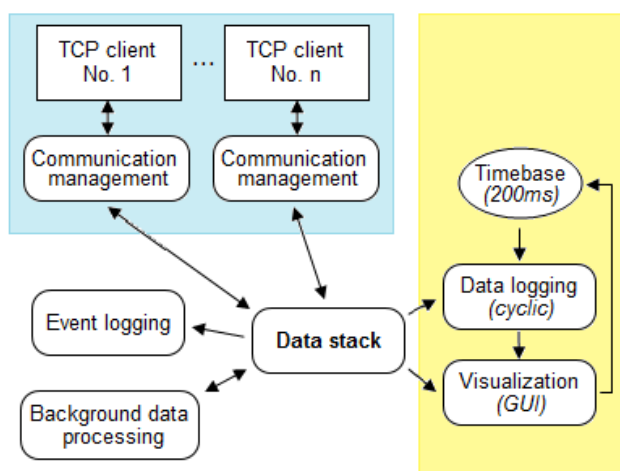 TCP client
No. 1
...
TCP client
No. n
Communication
management
Communication
management
Timebase
(200ms)
Data logging
(cyclic)
Event logging
Data stack
Visualization
(GUI)
Background data
processing